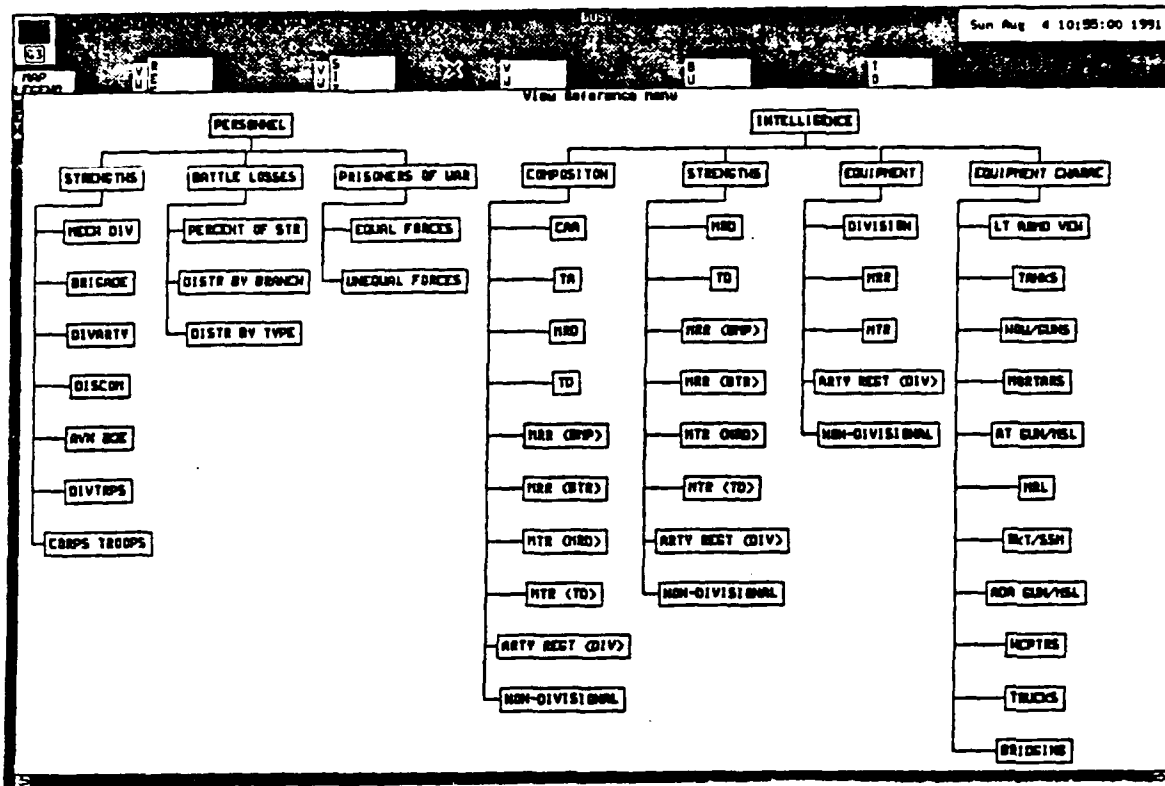 BUSY
Sun Aug 4 10:55:00 1991
S3
MAP
LEGEND
View Reference menu
PERSONNEL
STRENGTHS
MECH DIV
BRIGADE
DIVARTY
DISCOM
AVN BDE
DIVTRPS
CORPS TROOPS
BATTLE LOSSES
PERCENT OF STR
DISTR BY BRANCH
DISTR BY TYPE
PRISONERS OF WAR
EQUAL FORCES
UNEQUAL FORCES
INTELLIGENCE
COMPOSITON
CAA
TA
MRD
TD
MRR (BMP)
MRR (BTR)
MTR (MRD)
MTR (TD)
ARTY REGT (DIV)
NON-DIVISIONAL
STRENGTHS
MRD
TD
MRR (BMP)
MRR (BTR)
MTR (MRD)
MTR (TD)
ARTY REGT (DIV)
NON-DIVISIONAL
EQUIPMENT
DIVISION
MRR
MTR
ARTY REGT (DIV)
NON-DIVISIONAL
EQUIPMENT CHARAC
LT ARMD VEH
TANKS
HOW/GUNS
MORTARS
AT GUN/MSL
MRL
RKT/SSM
ADA GUN/MSL
HCPTRS
TRUCKS
BRIDGING